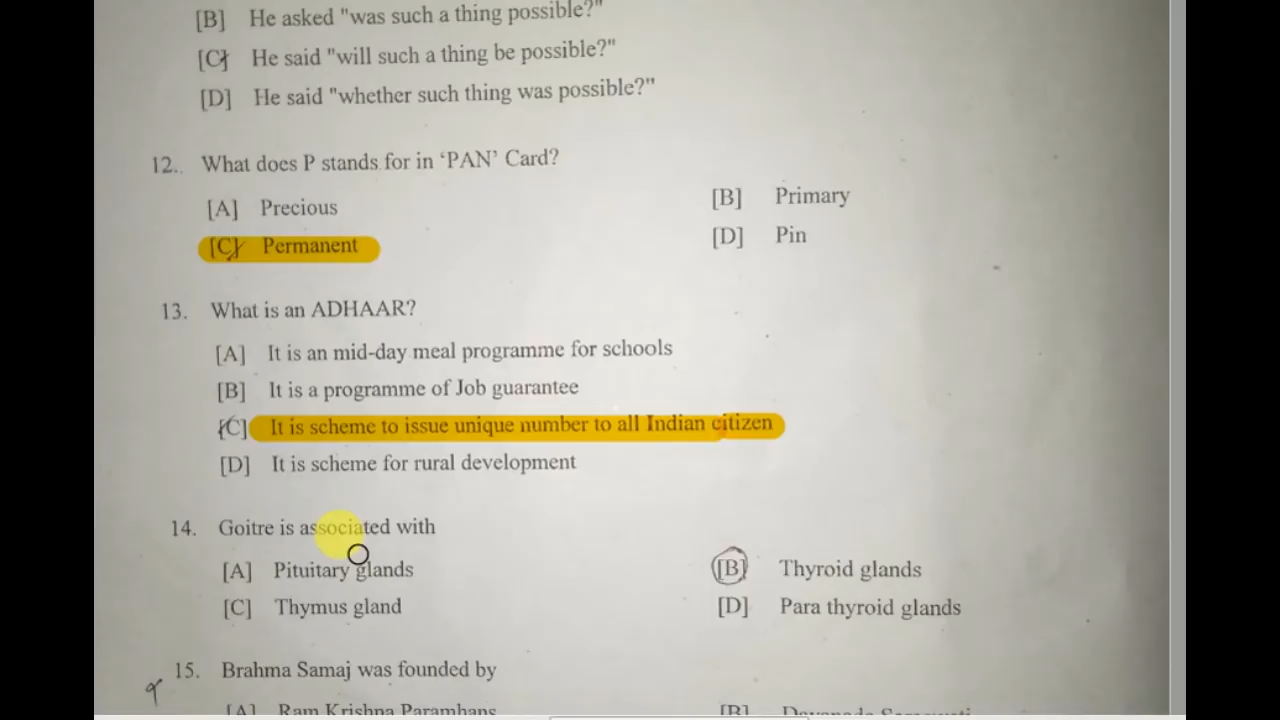 [B] He asked "was such a thing possible?"
[C] He said "will such a thing be possible?"
[D] He said "whether such thing was possible?"
12. What does P stands for in ‘PAN’ Card?
[A] Precious
[B] Primary
[C] Permanent
[D] Pin
13. What is an ADHAAR?
[A] It is an mid-day meal programme for schools
[B] It is a programme of Job guarantee
[C] It is scheme to issue unique number to all Indian citizen
[D] It is scheme for rural development
14. Goitre is associated with
[A] Pituitary glands
[B] Thyroid glands
[C] Thymus gland
[D] Para thyroid glands
15. Brahma Samaj was founded by
[A] Ram Krishna Paramhans
[B]